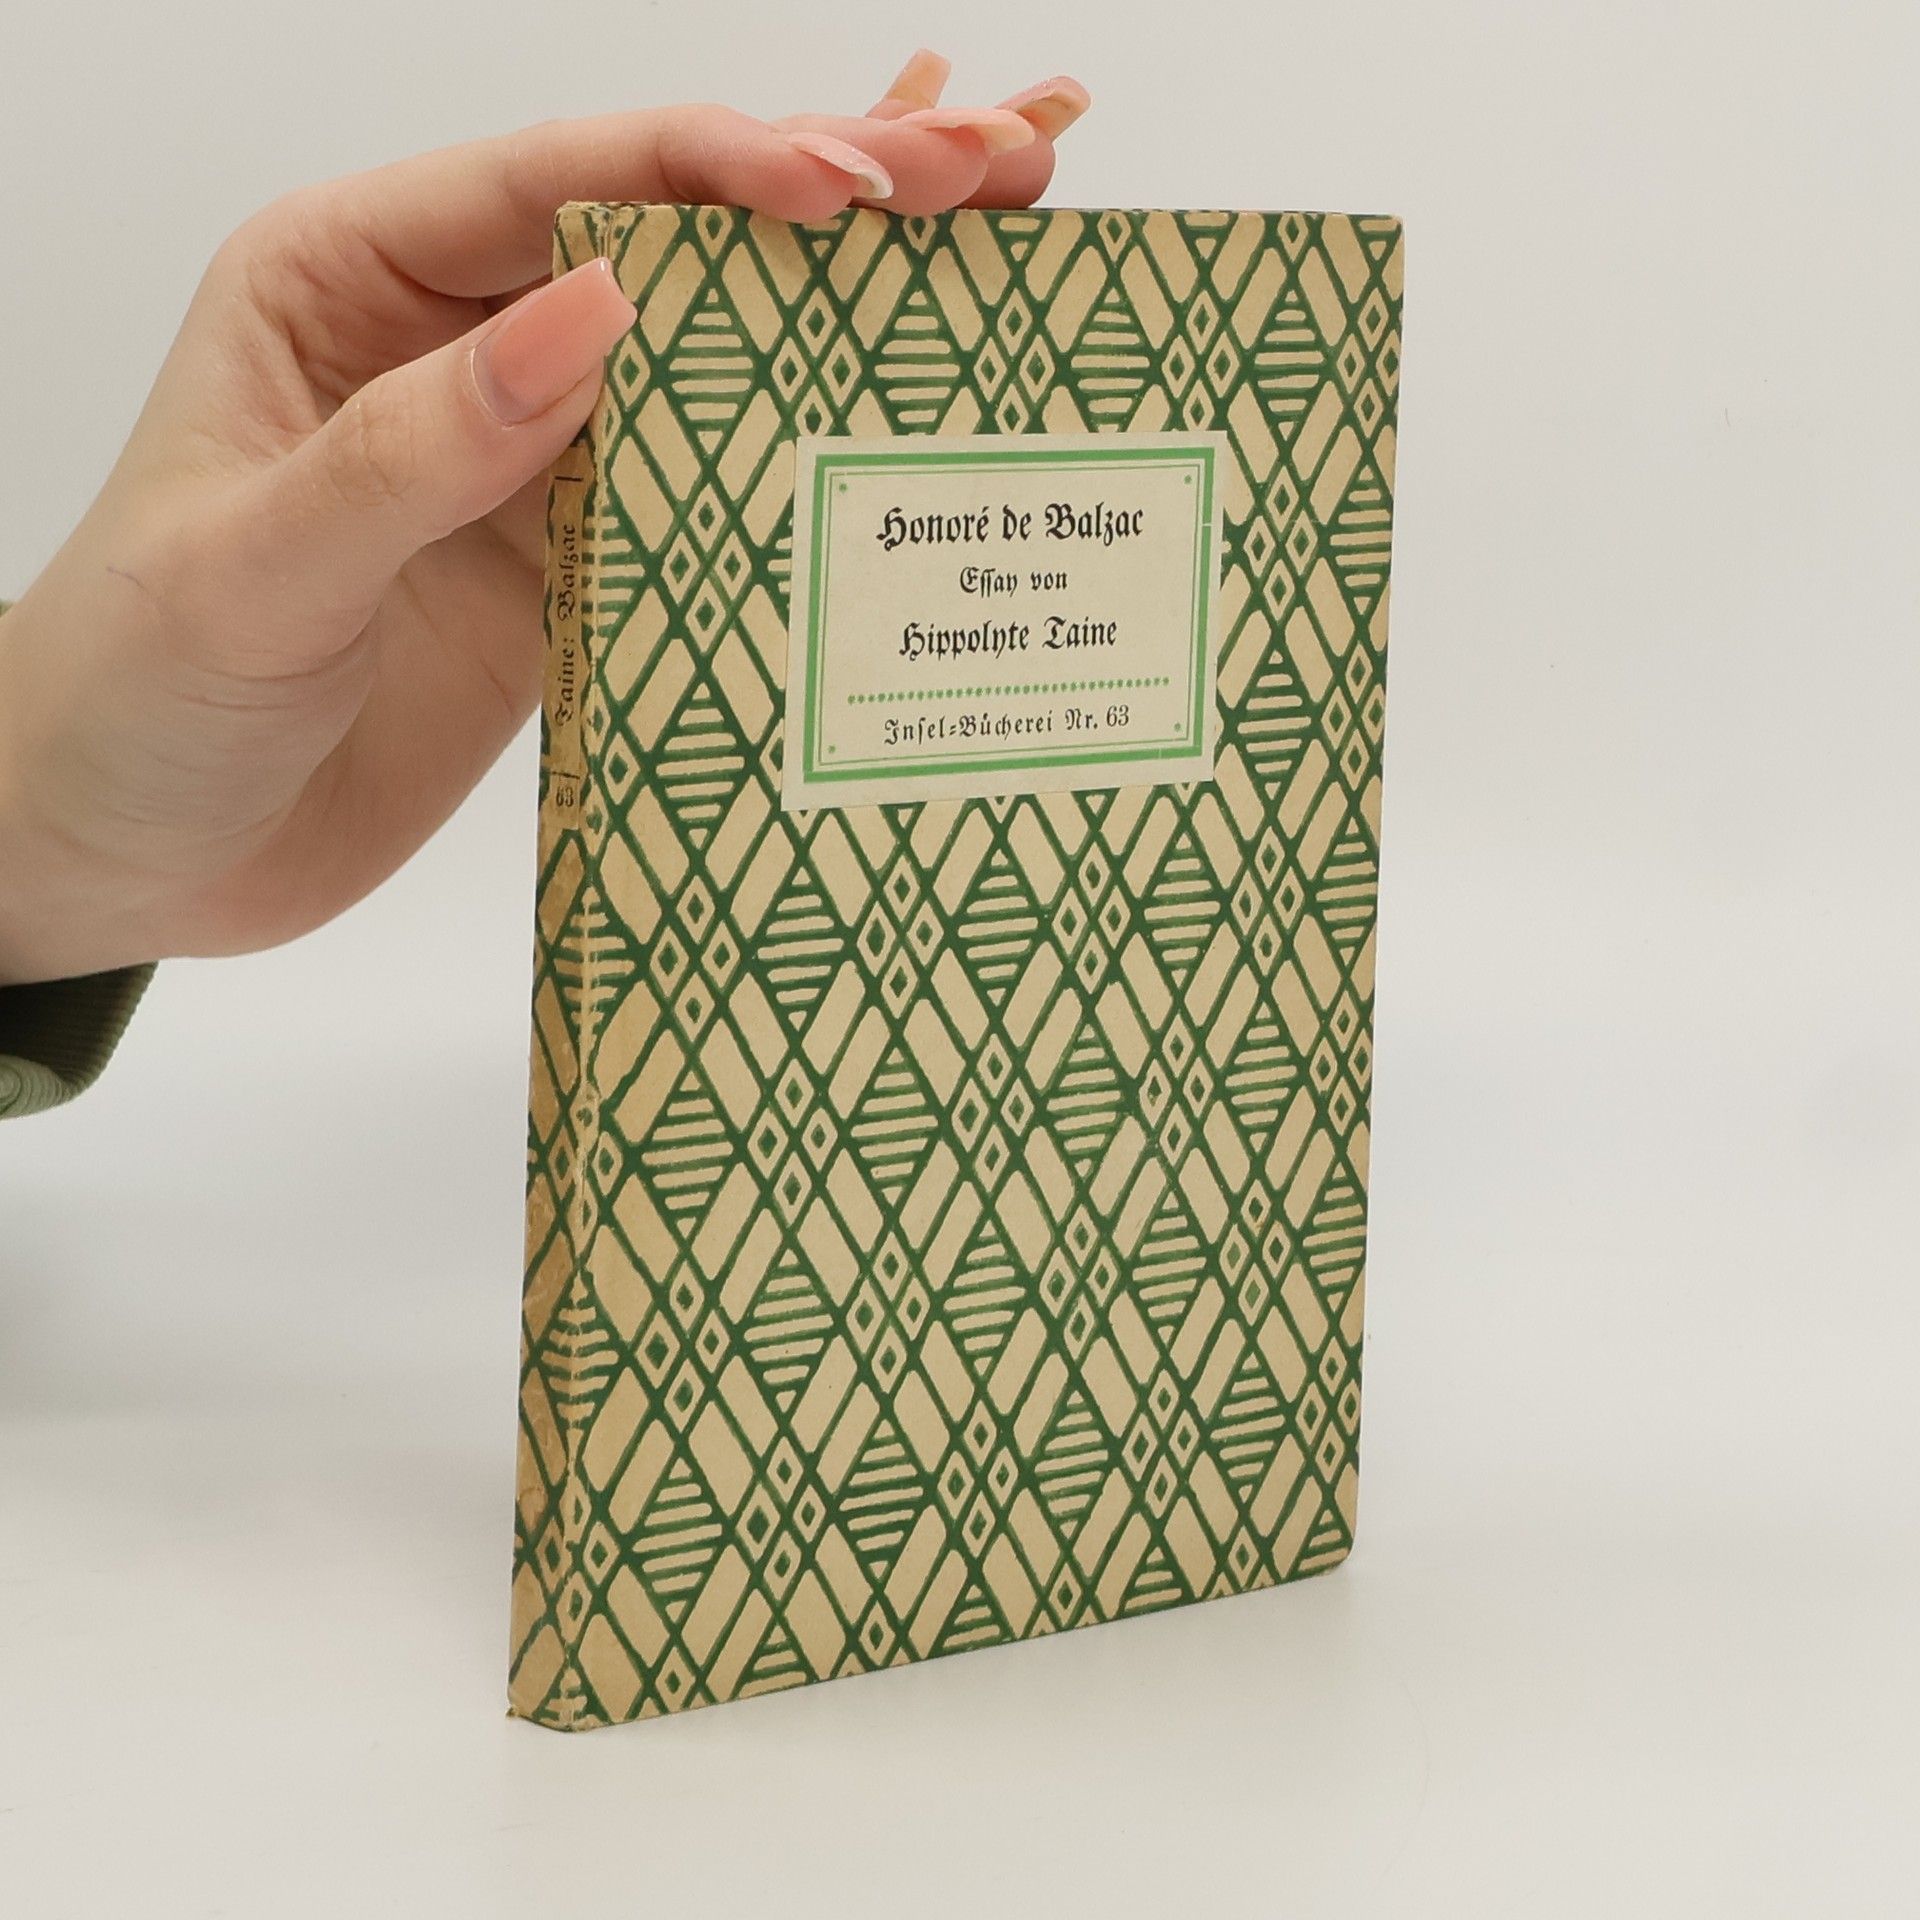 Honoré de Balzac
Essay von
Hippolyte Taine
Insel=Bücherei Nr. 63
Taine: Balzac
63